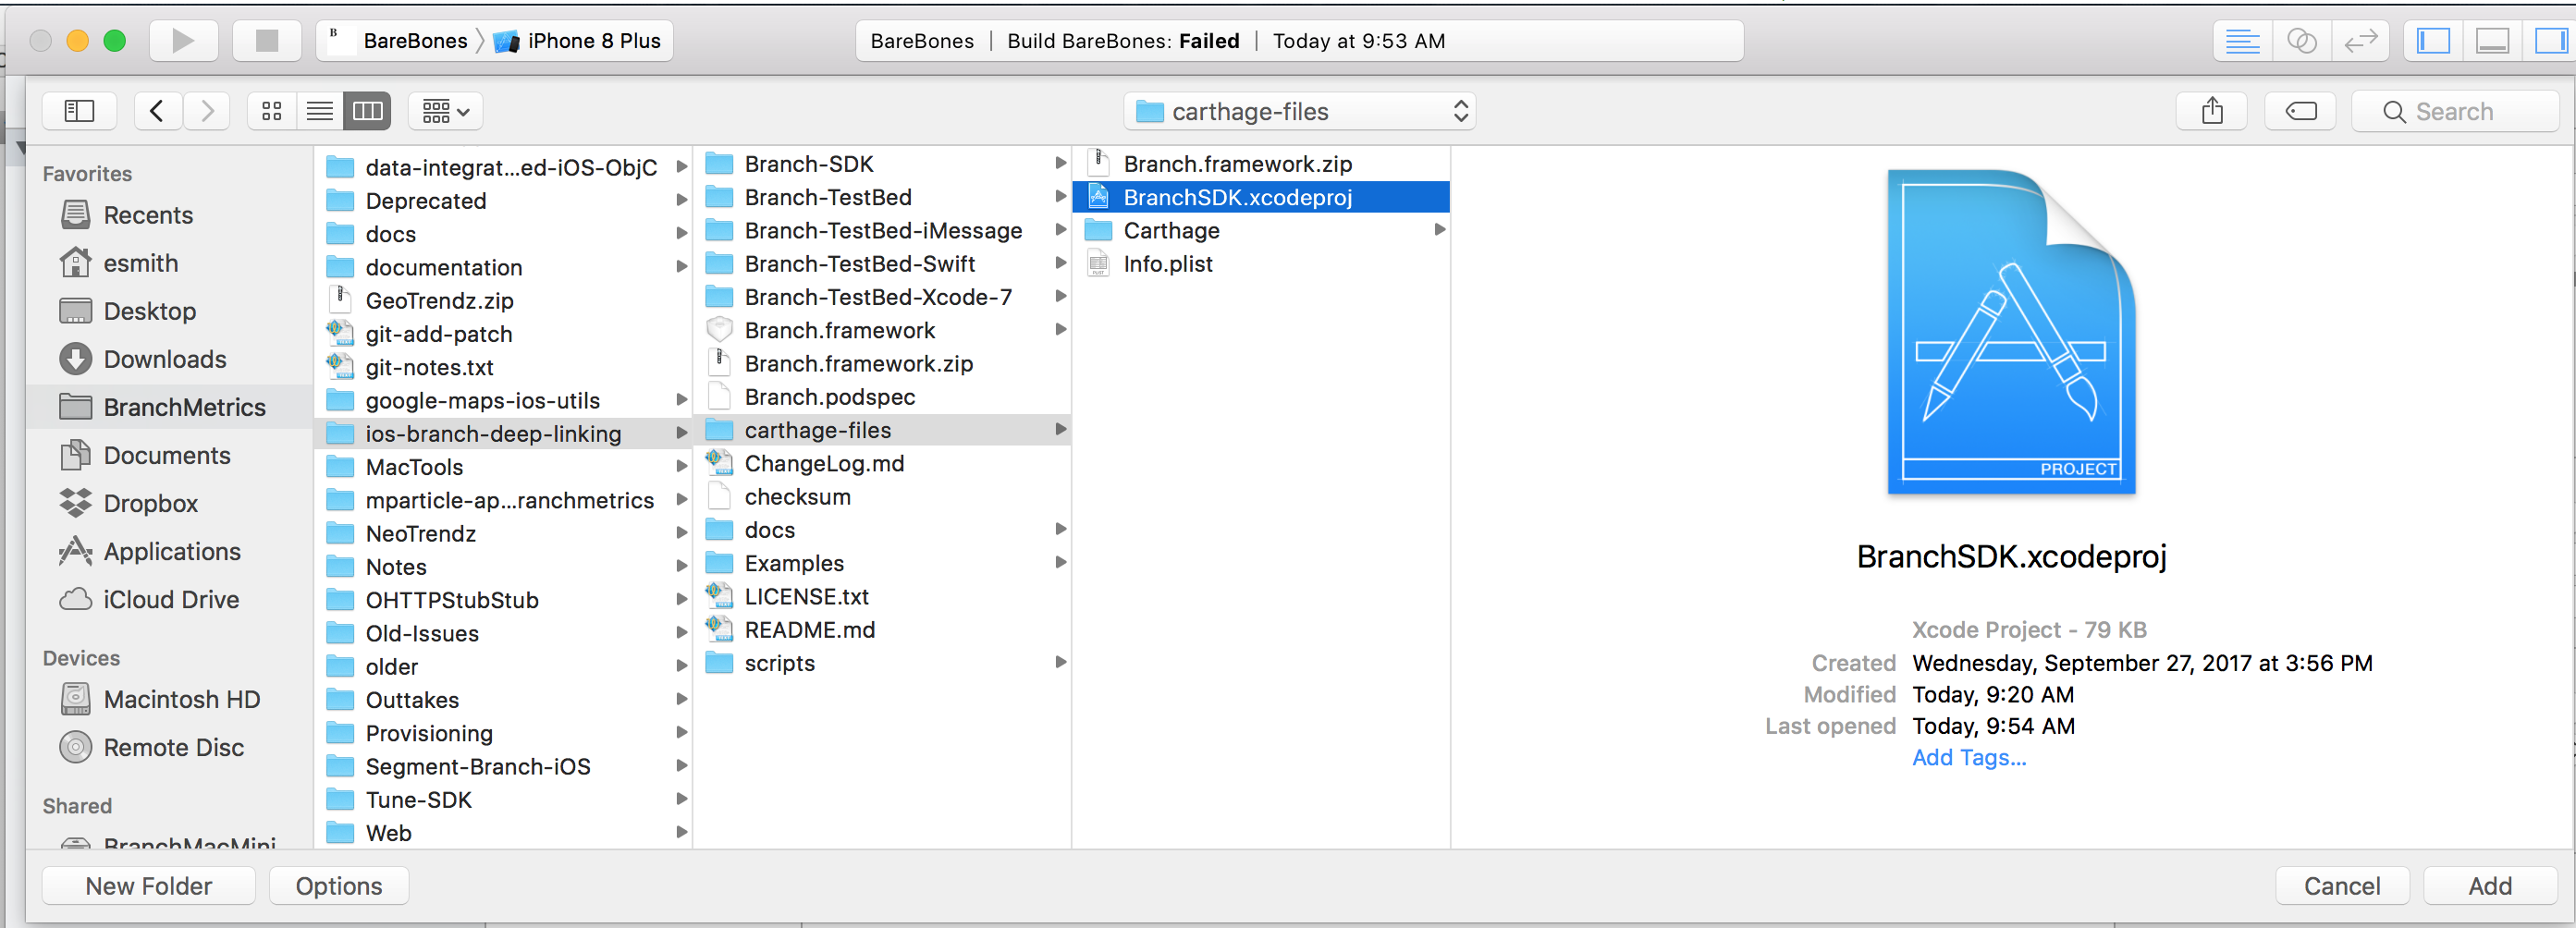 B BareBones iPhone 8 Plus
BareBones | Build BareBones: Failed | Today at 9:53 AM
carthage-files
Search
Favorites
Recents
esmith
Desktop
Downloads
BranchMetrics
Documents
Dropbox
Applications
iCloud Drive
Devices
Macintosh HD
Remote Disc
Shared
BranchMacMini
data-integrat...ed-iOS-ObjC
Deprecated
docs
documentation
GeoTrendz.zip
git-add-patch
git-notes.txt
google-maps-ios-utils
ios-branch-deep-linking
MacTools
mparticle-ap...ranchmetrics
NeoTrendz
Notes
OHTTPStubStub
Old-Issues
older
Outtakes
Provisioning
Segment-Branch-iOS
Tune-SDK
Web
Branch-SDK
Branch-TestBed
Branch-TestBed-iMessage
Branch-TestBed-Swift
Branch-TestBed-Xcode-7
Branch.framework
Branch.framework.zip
Branch.podspec
carthage-files
ChangeLog.md
checksum
docs
Examples
LICENSE.txt
README.md
scripts
Branch.framework.zip
BranchSDK.xcodeproj
Carthage
Info.plist
PROJECT
BranchSDK.xcodeproj
Xcode Project - 79 KB
Created Wednesday, September 27, 2017 at 3:56 PM
Modified Today, 9:20 AM
Last opened Today, 9:54 AM
Add Tags...
New Folder
Options
Cancel
Add